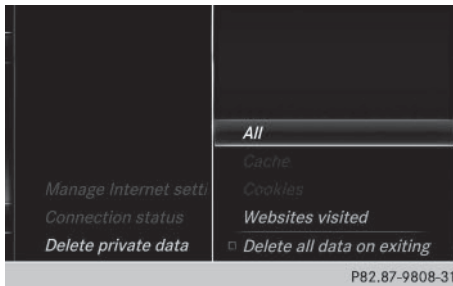 All
Cache
Cookies
Websites visited
Delete all data on exiting
Manage Internet setti
Connection status
Delete private data
P82.87-9808-31